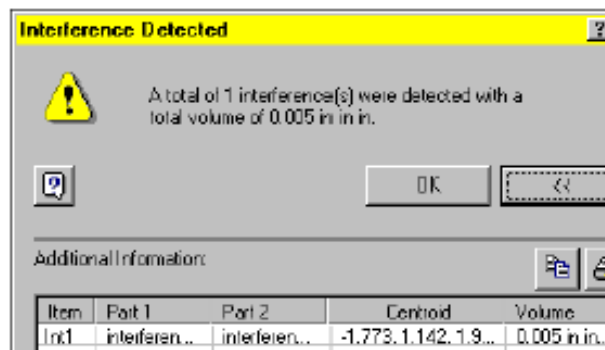 Interference Detected
A total of 1 interference(s) were detected with a
total volume of 0.005 in in in.
OK <<
Additional Information:
Item Part 1 Part 2 Centroid Volume
Int1 interferen... interferen... -1.773, 1.142, 1.9... 0.005 in in...